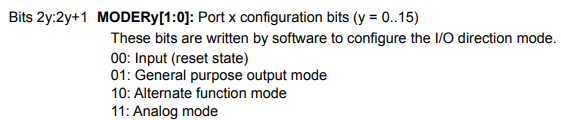 Bits 2y:2y+1 MODERy[1:0]: Port x configuration bits (y = 0..15)
These bits are written by software to configure the I/O direction mode.
00: Input (reset state)
01: General purpose output mode
10: Alternate function mode
11: Analog mode